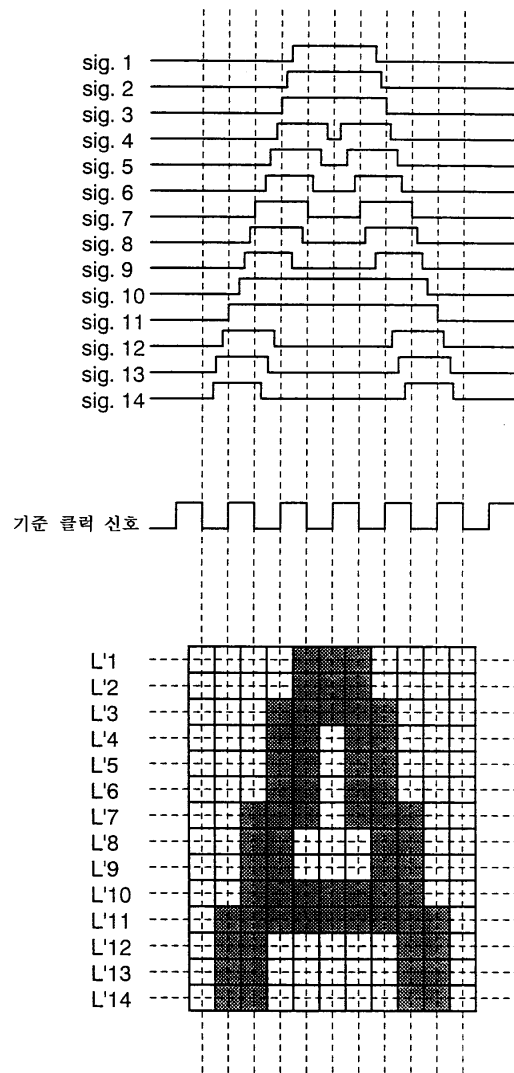 sig. 1
sig. 2
sig. 3
sig. 4
sig. 5
sig. 6
sig. 7
sig. 8
sig. 9
sig. 10
sig. 11
sig. 12
sig. 13
sig. 14
기준 클럭 신호
L'1
L'2
L'3
L'4
L'5
L'6
L'7
L'8
L'9
L'10
L'11
L'12
L'13
L'14